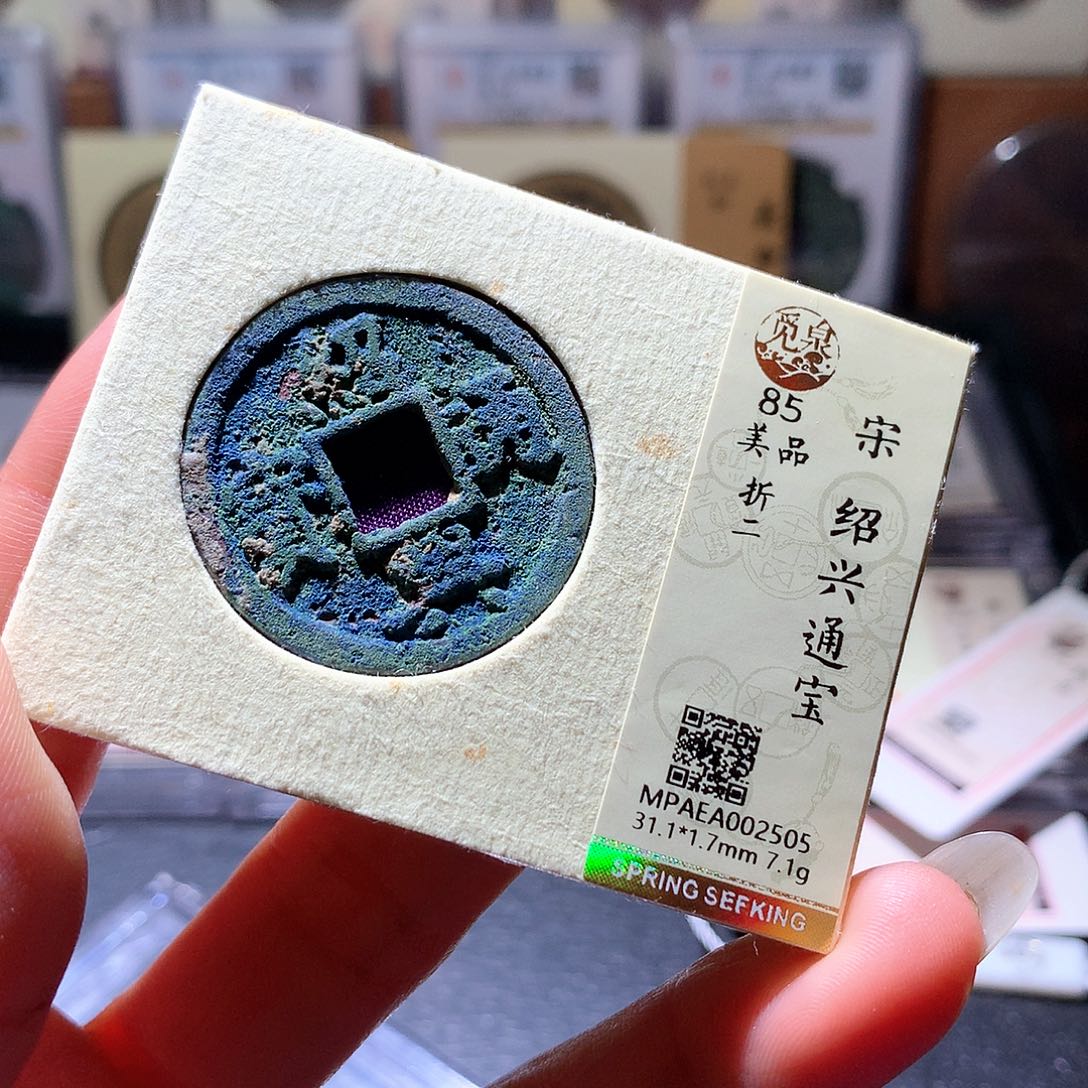 觅泉
85
美品
折二
宋
绍兴通宝
MPAEA002505
31.1*1.7mm 7.1g
SPRING SEEKING